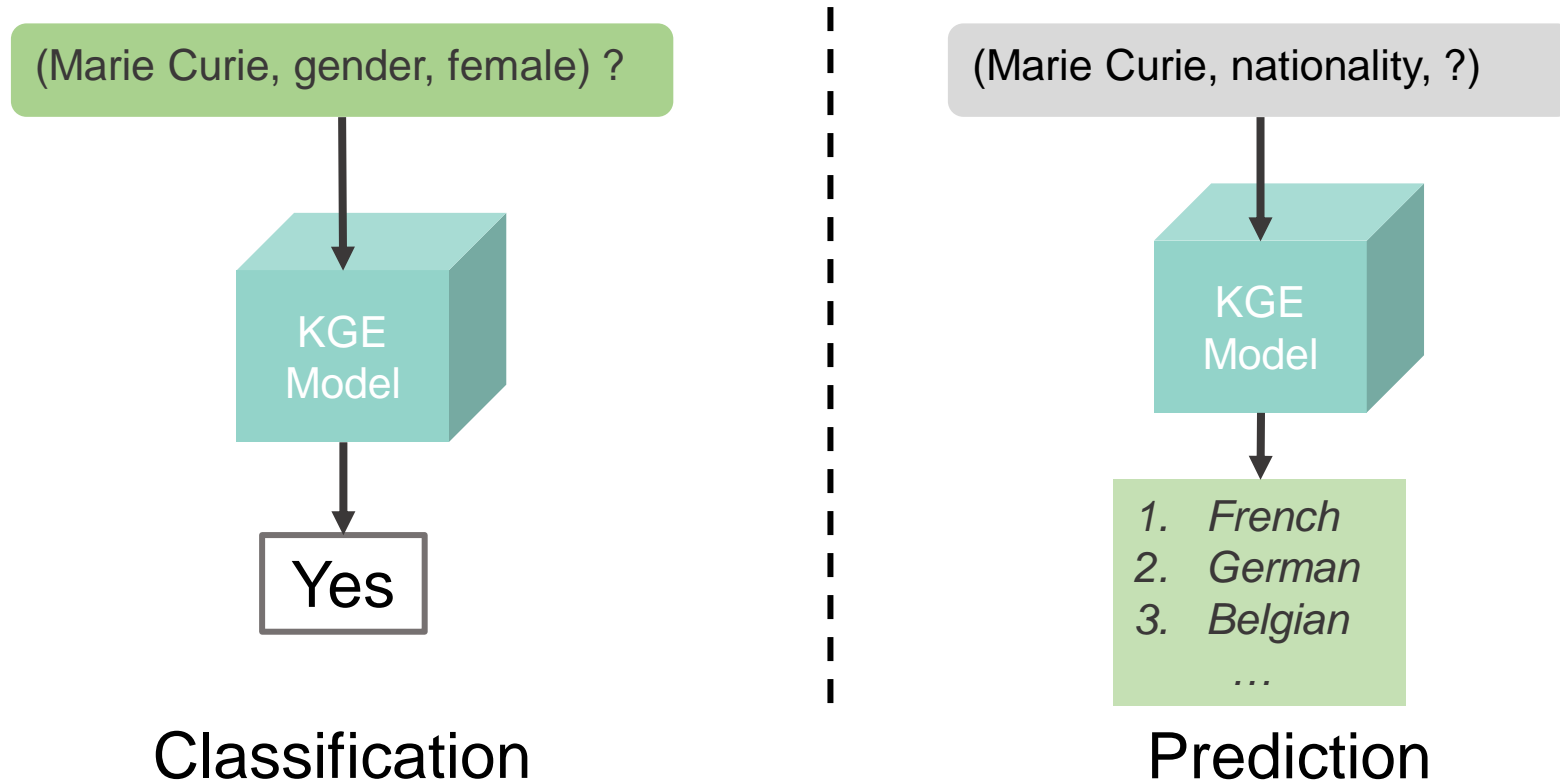 (Marie Curie, gender, female) ?
KGE
Model
Yes
Classification
(Marie Curie, nationality, ?)
KGE
Model
1. French
2. German
3. Belgian
…
Prediction